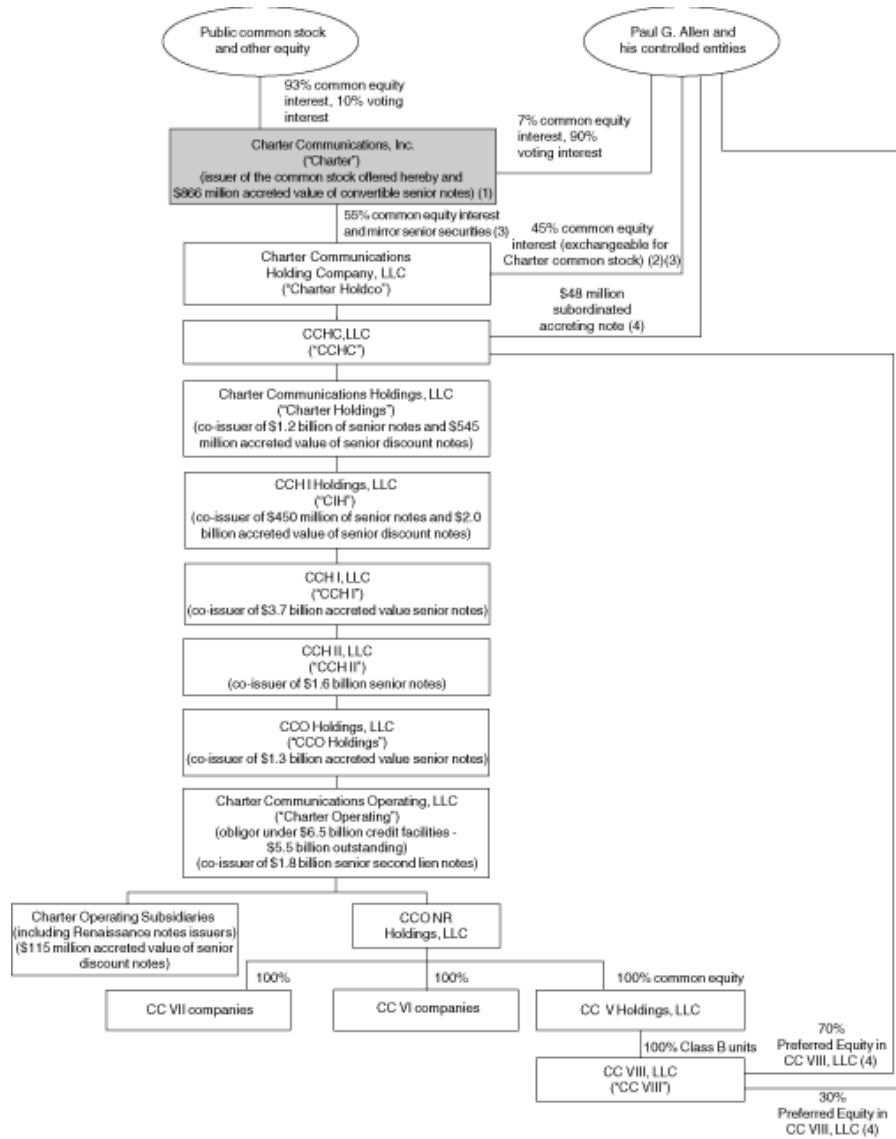 Public common stock
and other equity
Paul G. Allen and
his controlled entities
93% common equity
interest, 10% voting
interest
7% common equity
interest, 90%
voting interest
Charter Communications, Inc.
("Charter")
(issuer of the common stock offered hereby and
$866 million accreted value of convertible senior notes) (1)
55% common equity interest
and mirror senior securities (3)
45% common equity
interest (exchangeable for
Charter common stock) (2)(3)
Charter Communications
Holding Company, LLC
("Charter Holdco")
$48 million
subordinated
accreting note (4)
CCHC,LLC
("CCHC")
Charter Communications Holdings, LLC
("Charter Holdings")
(co-issuer of $1.2 billion of senior notes and $545
million accreted value of senior discount notes)
CCH I Holdings, LLC
("CIH")
(co-issuer of $450 million of senior notes and $2.0
billion accreted value of senior discount notes)
CCH I, LLC
("CCH I")
(co-issuer of $3.7 billion accreted value senior notes)
CCH II, LLC
("CCH II")
(co-issuer of $1.6 billion senior notes)
CCO Holdings, LLC
("CCO Holdings")
(co-issuer of $1.3 billion accreted value senior notes)
Charter Communications Operating, LLC
("Charter Operating")
(obligor under $6.5 billion credit facilities -
$5.5 billion outstanding)
(co-issuer of $1.8 billion senior second lien notes)
Charter Operating Subsidiaries
(including Renaissance notes issuers)
($115 million accreted value of senior
discount notes)
CCO NR
Holdings, LLC
100%
100%
100% common equity
CC VII companies
CC VI companies
CC V Holdings, LLC
100% Class B units
70%
Preferred Equity in
CC VIII, LLC (4)
CC VIII, LLC
("CC VIII")
30%
Preferred Equity in
CC VIII, LLC (4)